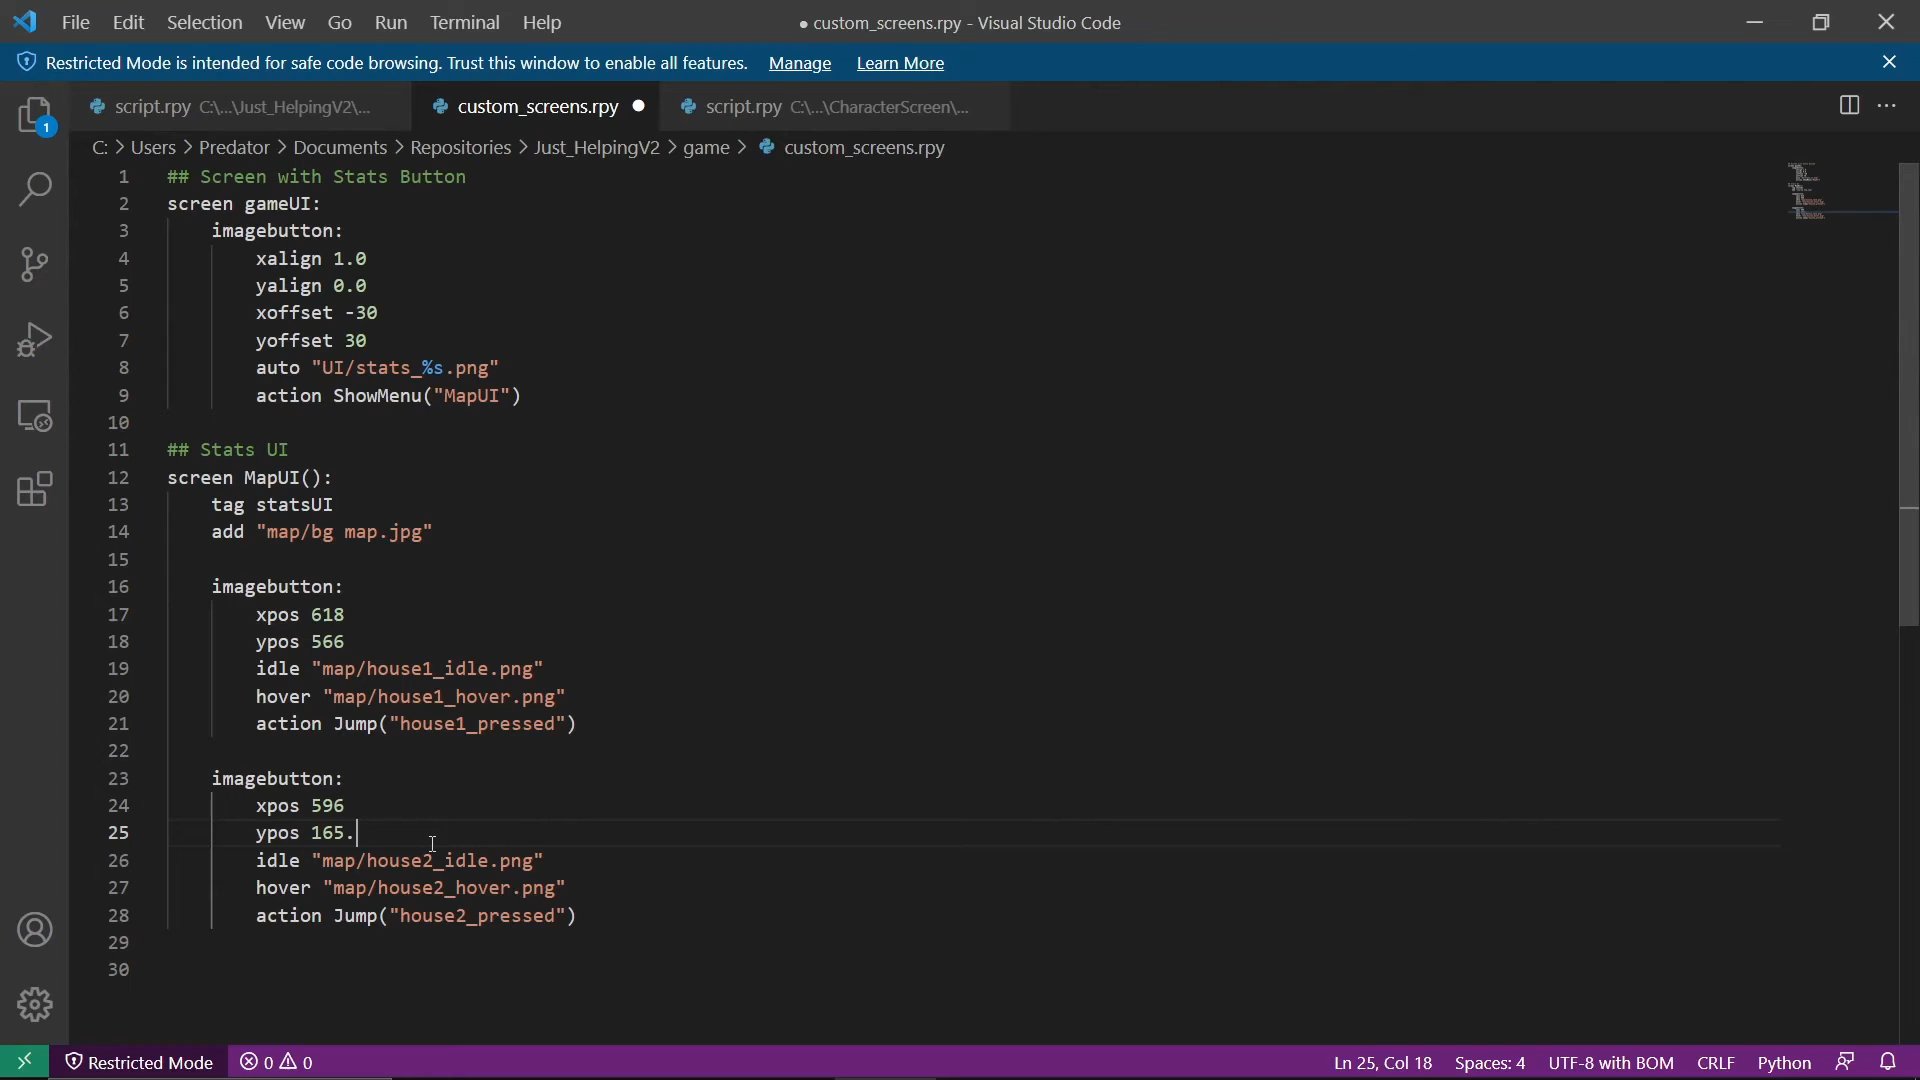 File Edit Selection View Go Run Terminal Help ● custom_screens.rpy - Visual Studio Code
Restricted Mode is intended for safe code browsing. Trust this window to enable all features. Manage Learn More
script.rpy C:\...\Just_HelpingV2\... custom_screens.rpy script.rpy C:\...\CharacterScreen\...
C: > Users > Predator > Documents > Repositories > Just_HelpingV2 > game > custom_screens.rpy
1
1 ## Screen with Stats Button
2 screen gameUI:
3 imagebutton:
4 xalign 1.0
5 yalign 0.0
6 xoffset -30
7 yoffset 30
8 auto "UI/stats_%s.png"
9 action ShowMenu("MapUI")
10
11 ## Stats UI
12 screen MapUI():
13 tag statsUI
14 add "map/bg map.jpg"
15
16 imagebutton:
17 xpos 618
18 ypos 566
19 idle "map/house1_idle.png"
20 hover "map/house1_hover.png"
21 action Jump("house1_pressed")
22
23 imagebutton:
24 xpos 596
25 ypos 165.
26 idle "map/house2_idle.png"
27 hover "map/house2_hover.png"
28 action Jump("house2_pressed")
29
30
Restricted Mode 0 0 Ln 25, Col 18 Spaces: 4 UTF-8 with BOM CRLF Python